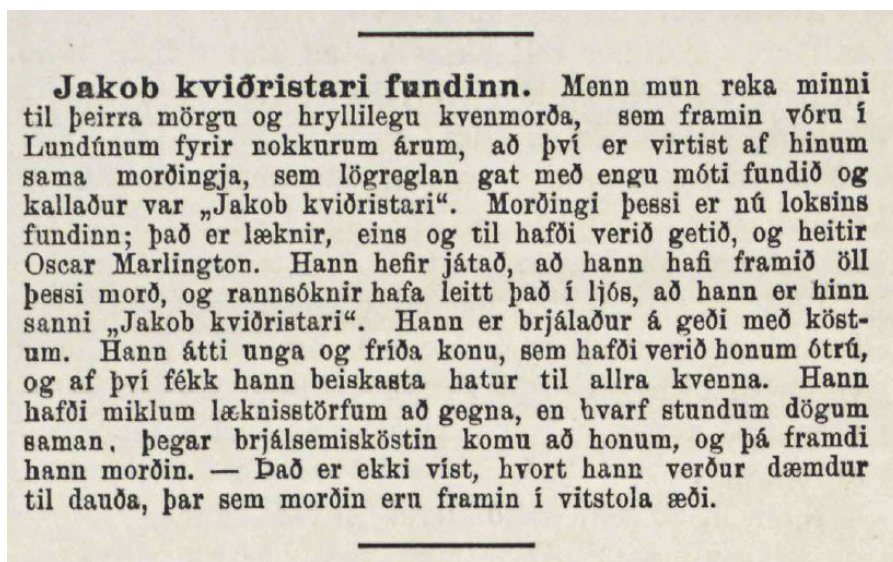 Jakob kviðristari fundinn. Menn mun reka minni
til þeirra mörgu og hryllilegu kvenmorða, sem framin vóru í
Lundúnum fyrir nokkurum árum, að því er virtist af hinum
sama morðingja, sem lögreglan gat með engu móti fundið og
kallaður var „Jakob kviðristari“. Morðingi þessi er nú loksins
fundinn; það er læknir, eins og til hafði verið getið, og heitir
Oscar Marlington. Hann hefir játað, að hann hafi framið öll
þessi morð, og rannsóknir hafa leitt það í ljós, að hann er hinn
sanni „Jakob kviðristari“. Hann er brjálaður á geði með köst-
um. Hann átti unga og fríða konu, sem hafði verið honum ótrú,
og af því fékk hann beiskasta hatur til allra kvenna. Hann
hafði miklum læknisstörfum að gegna, en hvarf stundum dögum
saman, þegar brjálsemisköstin komu að honum, og þá framdi
hann morðin. — Það er ekki víst, hvort hann verður dæmdur
til dauða, þar sem morðin eru framin í vitstola æði.